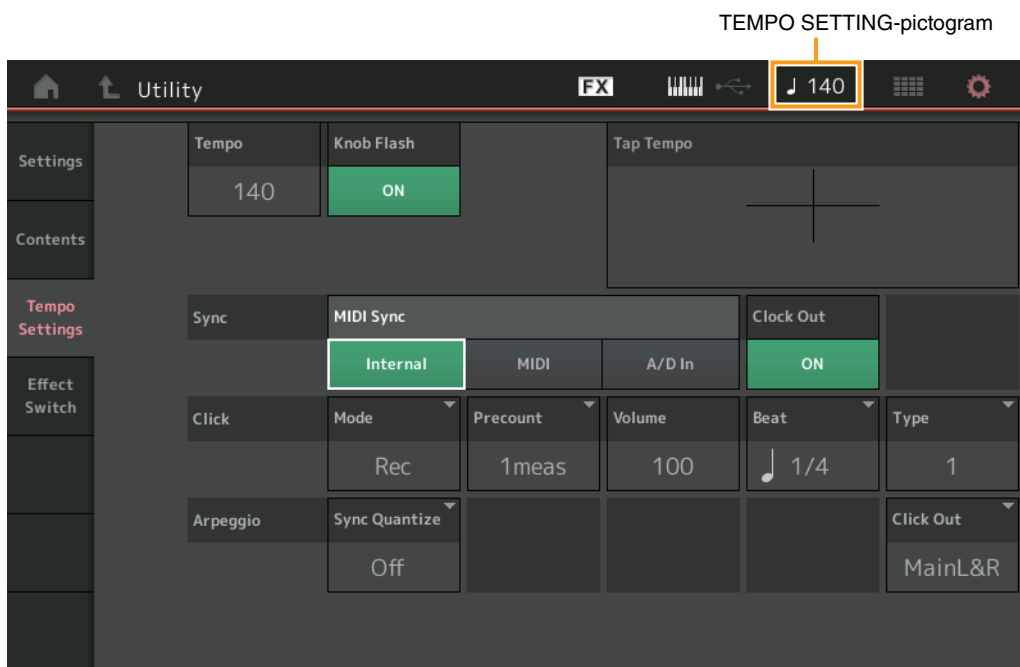 TEMPO SETTING-pictogram
Utility
FX
♩ 140
Settings
Contents
Tempo
Settings
Effect
Switch
Tempo
140
Knob Flash
ON
Tap Tempo
Sync
MIDI Sync
Internal
MIDI
A/D In
Clock Out
ON
Click
Mode
Rec
Precount
1meas
Volume
100
Beat
♩ 1/4
Type
1
Arpeggio
Sync Quantize
Off
Click Out
MainL&R